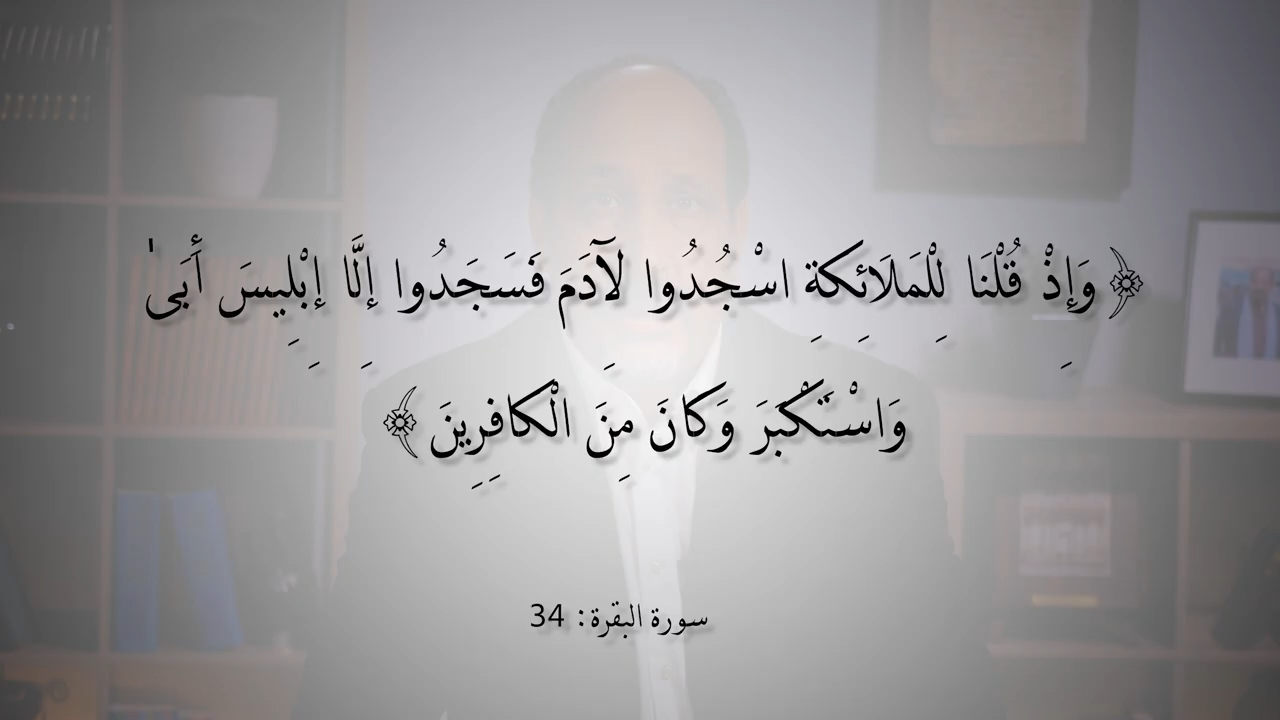 ﴿وَإِذْ قُلْنَا لِلْمَلَائِكَةِ اسْجُدُوا لِآدَمَ فَسَجَدُوا إِلَّا إِبْلِيسَ أَبَىٰ
وَاسْتَكْبَرَ وَكَانَ مِنَ الْكَافِرِينَ﴾
سورة البقرة: 34